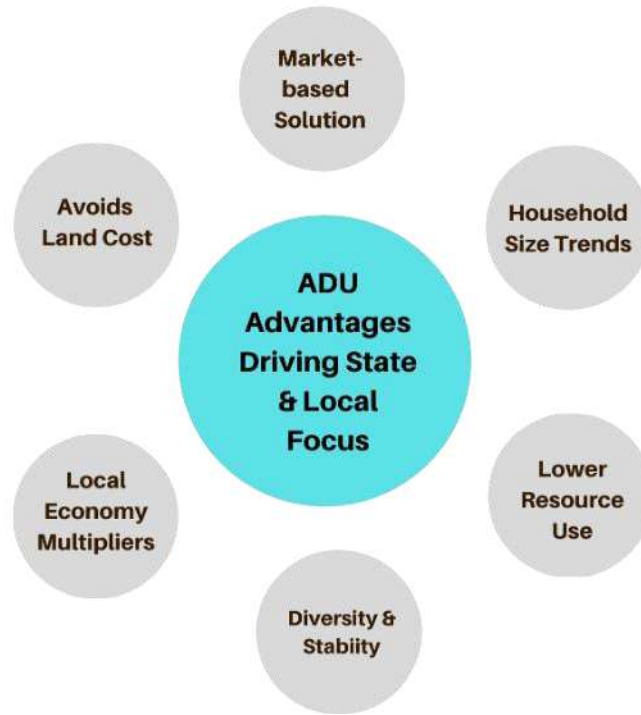 Market-
based
Solution
Avoids
Land Cost
Household
Size Trends
ADU
Advantages
Driving State
& Local
Focus
Local
Economy
Multipliers
Lower
Resource
Use
Diversity &
Stabiity